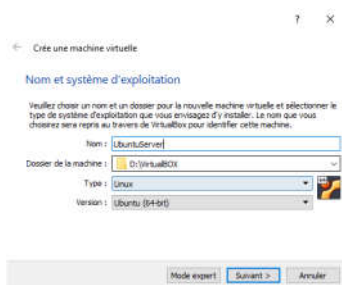 ? ×
← Crée une machine virtuelle
Nom et système d'exploitation
Veuillez choisir un nom et un dossier pour la nouvelle machine virtuelle et sélectionner le
type de système d'exploitation que vous envisagez d'y installer. Le nom que vous
choisirez sera repris au travers de VirtualBox pour identifier cette machine.
Nom : UbuntuServer
Dossier de la machine : D:\VirtualBOX
Type : Linux
Version : Ubuntu (64-bit)
Mode expert Suivant > Annuler